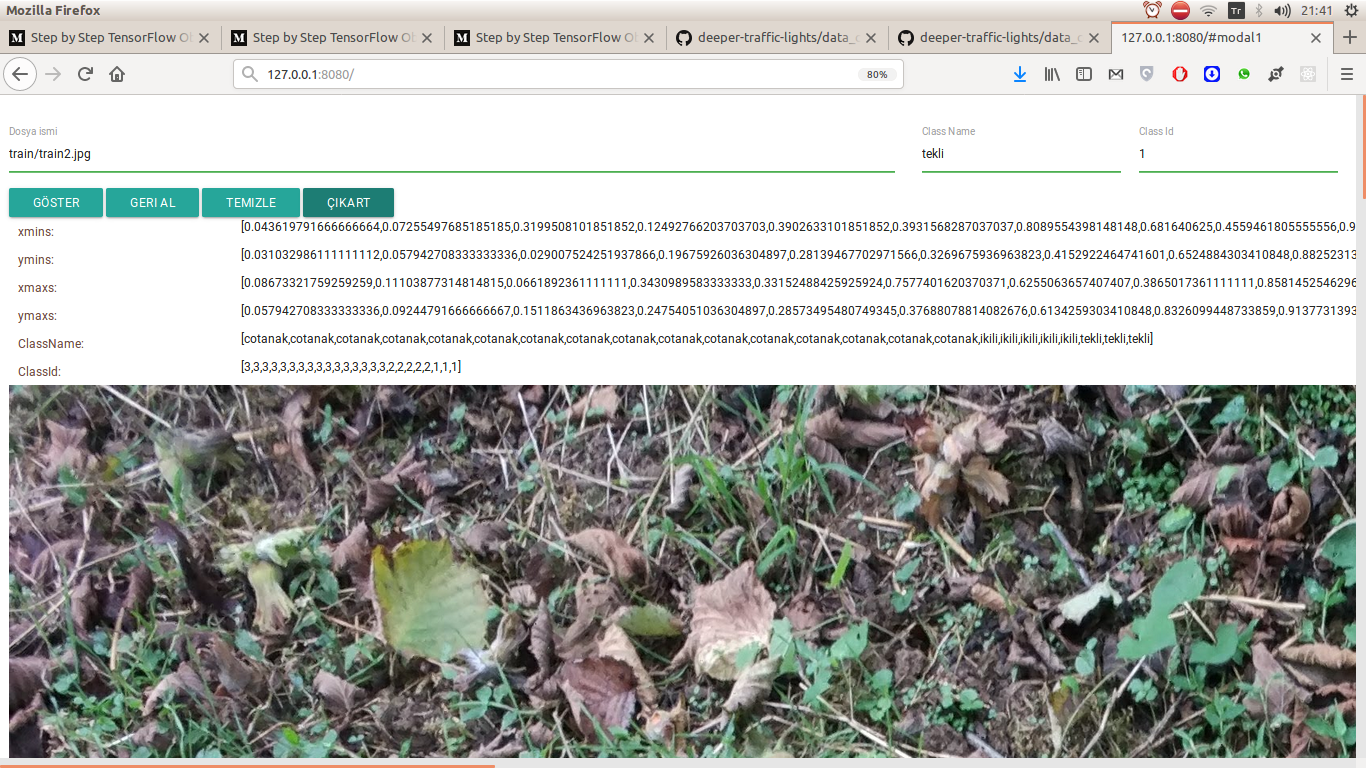 Mozilla Firefox
Tr
21:41
Step by Step TensorFlow Ob
Step by Step TensorFlow Ob
Step by Step TensorFlow Ob
deeper-traffic-lights/data_c
deeper-traffic-lights/data_c
127.0.0.1:8080/#modal1
127.0.0.1:8080/
80%
Dosya ismi
Class Name
Class Id
train/train2.jpg
tekli
1
GÖSTER
GERI AL
TEMIZLE
ÇIKART
xmins: [0.043619791666666664,0.07255497685185185,0.3199508101851852,0.12492766203703703,0.3902633101851852,0.3931568287037037,0.8089554398148148,0.681640625,0.4559461805555556,0.9
ymins: [0.031032986111111112,0.057942708333333336,0.029007524251937866,0.19675926036304897,0.28139467702971566,0.3269675936963823,0.4152922464741601,0.6524884303410848,0.88252313
xmaxs: [0.08673321759259259,0.11103877314814815,0.0661892361111111,0.3430989583333333,0.33152488425925924,0.7577401620370371,0.6255063657407407,0.3865017361111111,0.8581452546296
ymaxs: [0.057942708333333336,0.09244791666666667,0.1511863436963823,0.24754051036304897,0.28573495480749345,0.37688078814082676,0.6134259303410848,0.8326099448733859,0.9137731393
ClassName: [cotanak,cotanak,cotanak,cotanak,cotanak,cotanak,cotanak,cotanak,cotanak,cotanak,cotanak,cotanak,cotanak,cotanak,cotanak,cotanak,ikili,ikili,ikili,ikili,ikili,tekli,tekli,tekli]
ClassId: [3,3,3,3,3,3,3,3,3,3,3,3,3,3,3,3,2,2,2,2,2,1,1,1]